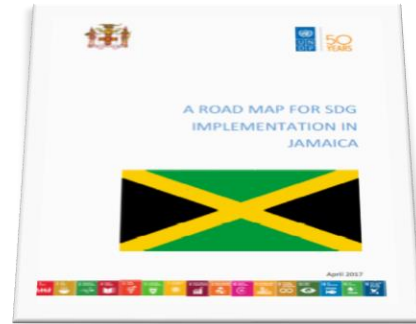 50
YEARS
A ROAD MAP FOR SDG
IMPLEMENTATION IN
JAMAICA
April 2017